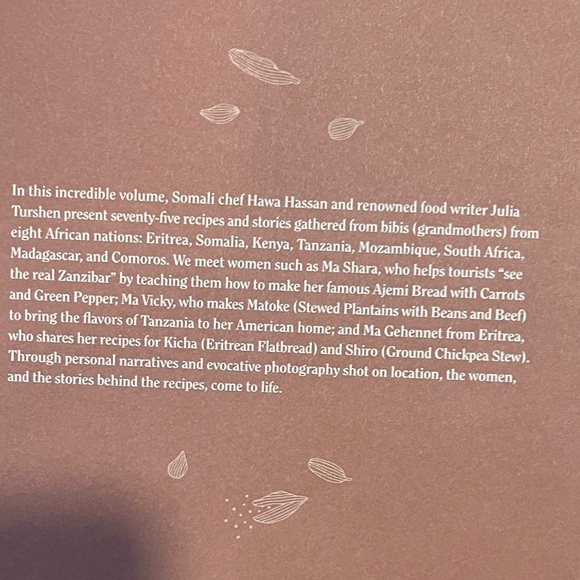 In this incredible volume, Somali chef Hawa Hassan and renowned food writer Julia
Turshen present seventy-five recipes and stories gathered from bibis (grandmothers) from
eight African nations: Eritrea, Somalia, Kenya, Tanzania, Mozambique, South Africa,
Madagascar, and Comoros. We meet women such as Ma Shara, who helps tourists “see
the real Zanzibar” by teaching them how to make her famous Ajemi Bread with Carrots
and Green Pepper; Ma Vicky, who makes Matoke (Stewed Plantains with Beans and Beef)
to bring the flavors of Tanzania to her American home; and Ma Gehennet from Eritrea,
who shares her recipes for Kicha (Eritrean Flatbread) and Shiro (Ground Chickpea Stew).
Through personal narratives and evocative photography shot on location, the women,
and the stories behind the recipes, come to life.